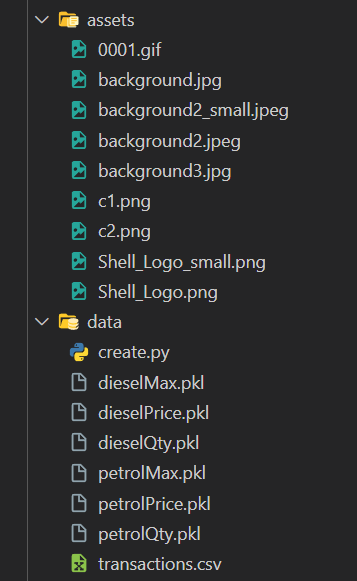 assets
0001.gif
background.jpg
background2_small.jpeg
background2.jpeg
background3.jpg
c1.png
c2.png
Shell_Logo_small.png
Shell_Logo.png
data
create.py
dieselMax.pkl
dieselPrice.pkl
dieselQty.pkl
petrolMax.pkl
petrolPrice.pkl
petrolQty.pkl
transactions.csv